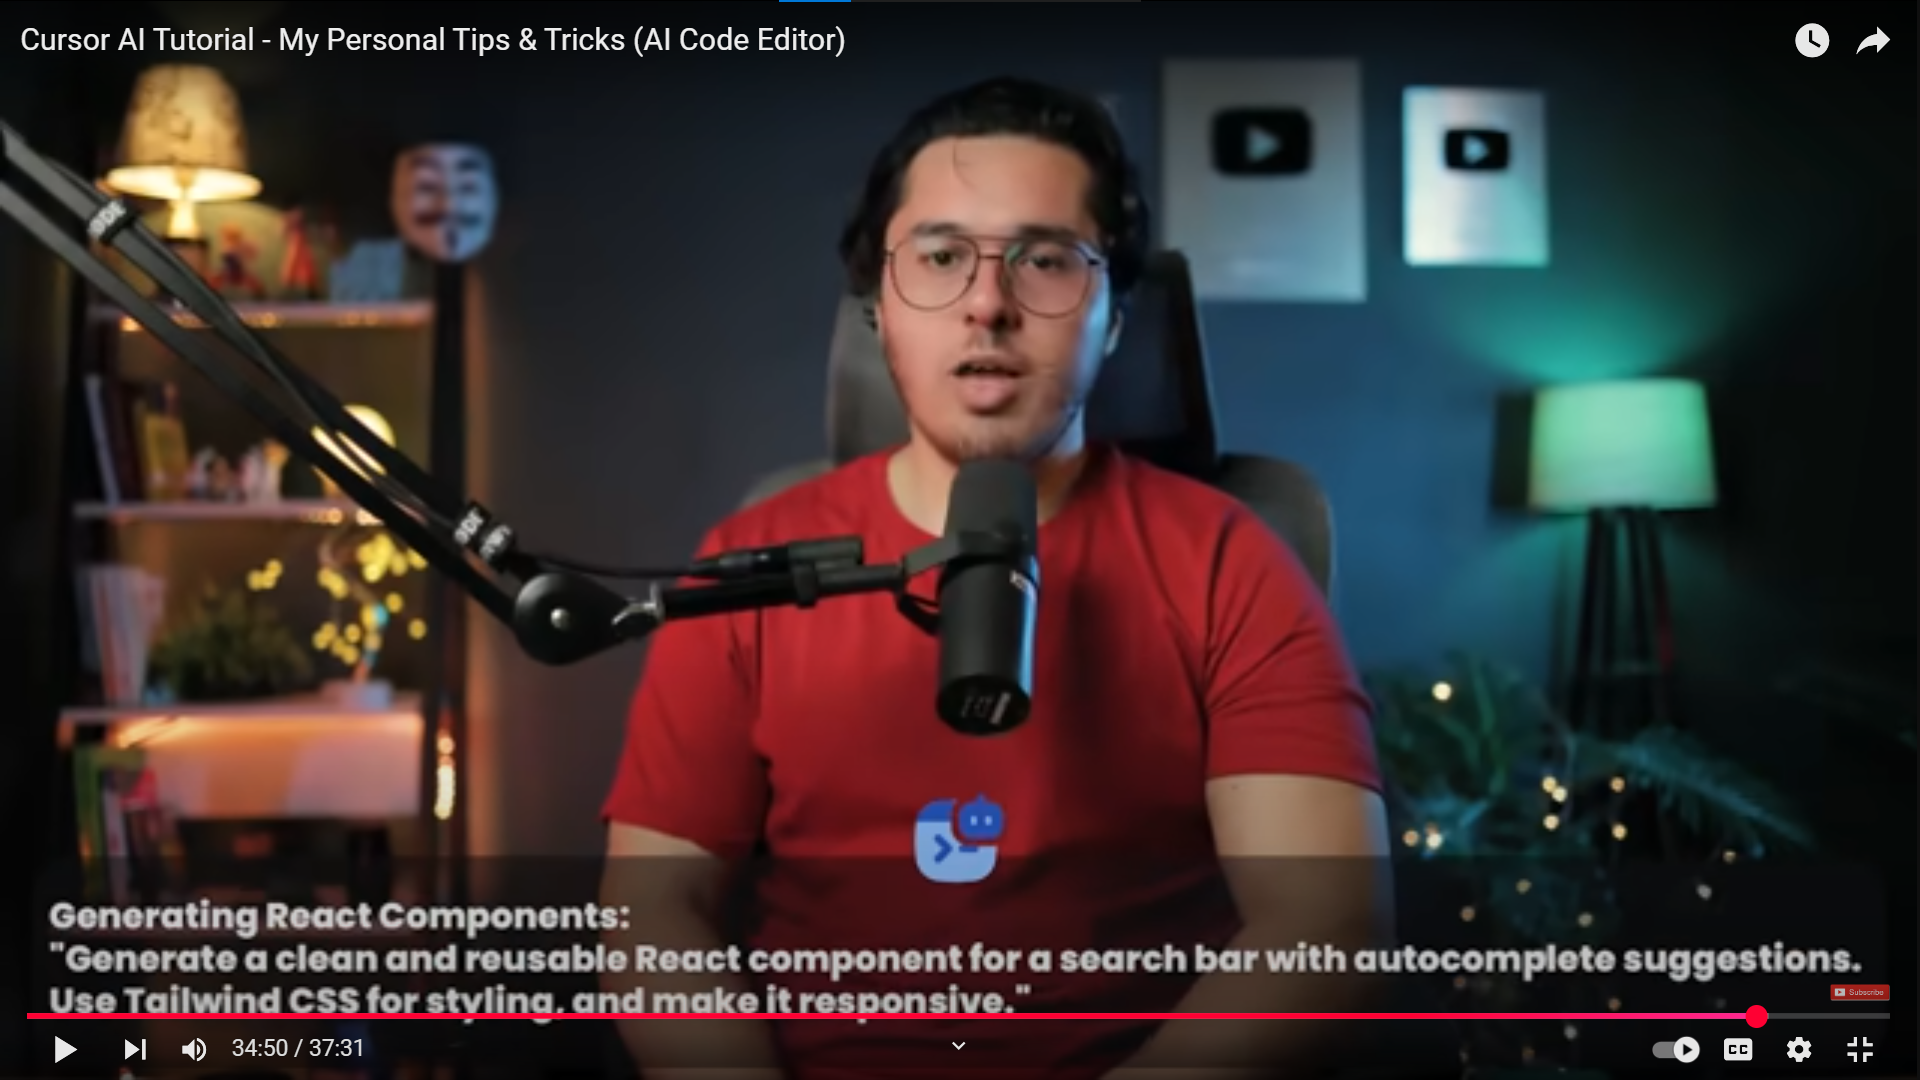 Cursor AI Tutorial - My Personal Tips & Tricks (AI Code Editor)
Generating React Components:
"Generate a clean and reusable React component for a search bar with autocomplete suggestions.
Use Tailwind CSS for styling, and make it responsive."
Subscribe
34:50 / 37:31
CC